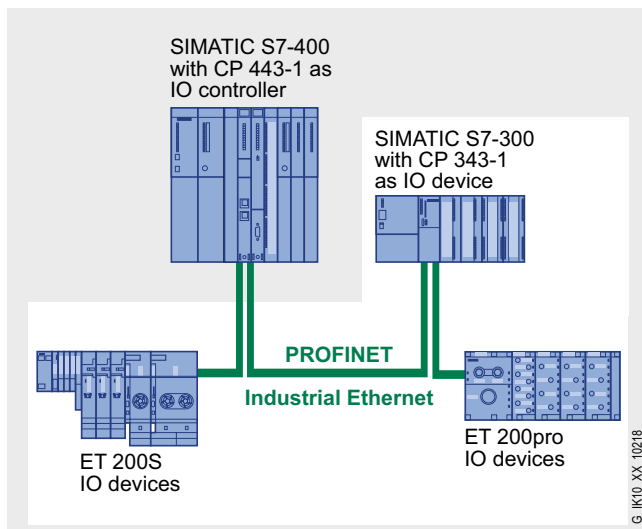 SIMATIC S7-400
with CP 443-1 as
IO controller
SIMATIC S7-300
with CP 343-1
as IO device
PROFINET
Industrial Ethernet
ET 200S
IO devices
ET 200pro
IO devices
G_IK10_XX_10218